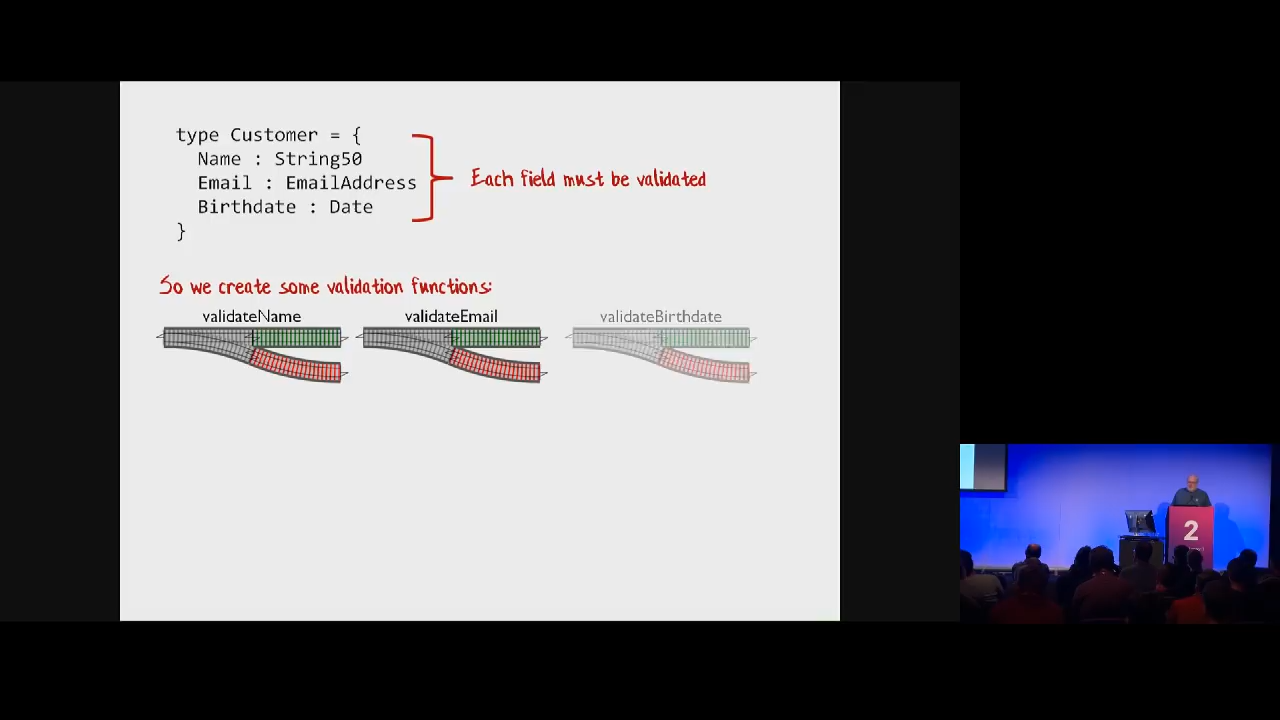 type Customer = {
Name : String50
Email : EmailAddress
Birthdate : Date
}
Each field must be validated
So we create some validation functions:
validateName validateEmail validateBirthdate
2